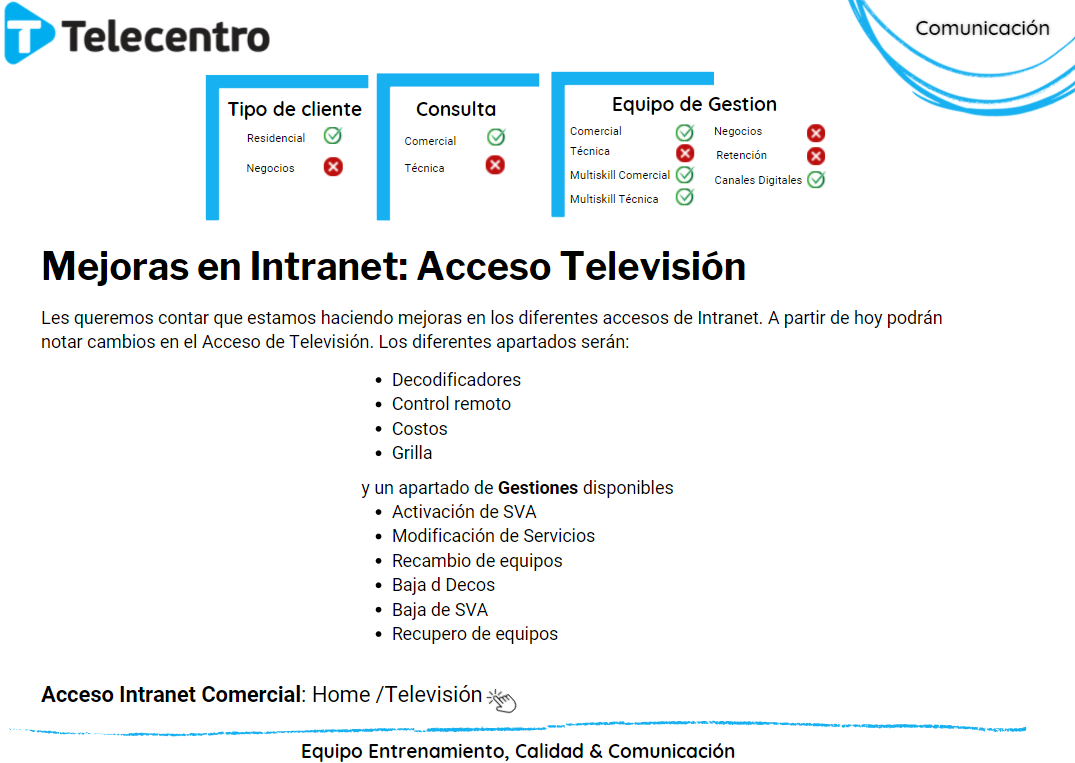 Telecentro
Comunicación
Tipo de cliente
Residencial
Negocios
Consulta
Comercial
Técnica
Equipo de Gestion
Comercial
Técnica
Multiskill Comercial
Multiskill Técnica
Negocios
Retención
Canales Digitales
Mejoras en Intranet: Acceso Televisión
Les queremos contar que estamos haciendo mejoras en los diferentes accesos de Intranet. A partir de hoy podrán
notar cambios en el Acceso de Televisión. Los diferentes apartados serán:
• Decodificadores
• Control remoto
• Costos
• Grilla
y un apartado de Gestiones disponibles
• Activación de SVA
• Modificación de Servicios
• Recambio de equipos
• Baja d Decos
• Baja de SVA
• Recupero de equipos
Acceso Intranet Comercial: Home /Televisión
Equipo Entrenamiento, Calidad & Comunicación